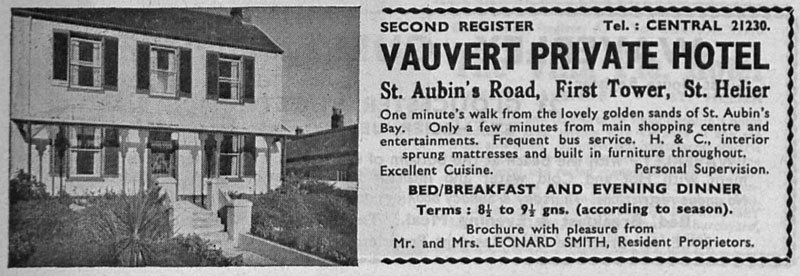 SECOND REGISTER Tel. : CENTRAL 21230.
VAUVERT PRIVATE HOTEL
St. Aubin's Road, First Tower, St. Helier
One minute's walk from the lovely golden sands of St. Aubin's
Bay. Only a few minutes from main shopping centre and
entertainments. Frequent bus service. H. & C., interior
sprung mattresses and built in furniture throughout.
Excellent Cuisine. Personal Supervision.
BED/BREAKFAST AND EVENING DINNER
Terms : 8½ to 9½ gns. (according to season).
Brochure with pleasure from
Mr. and Mrs. LEONARD SMITH, Resident Proprietors.